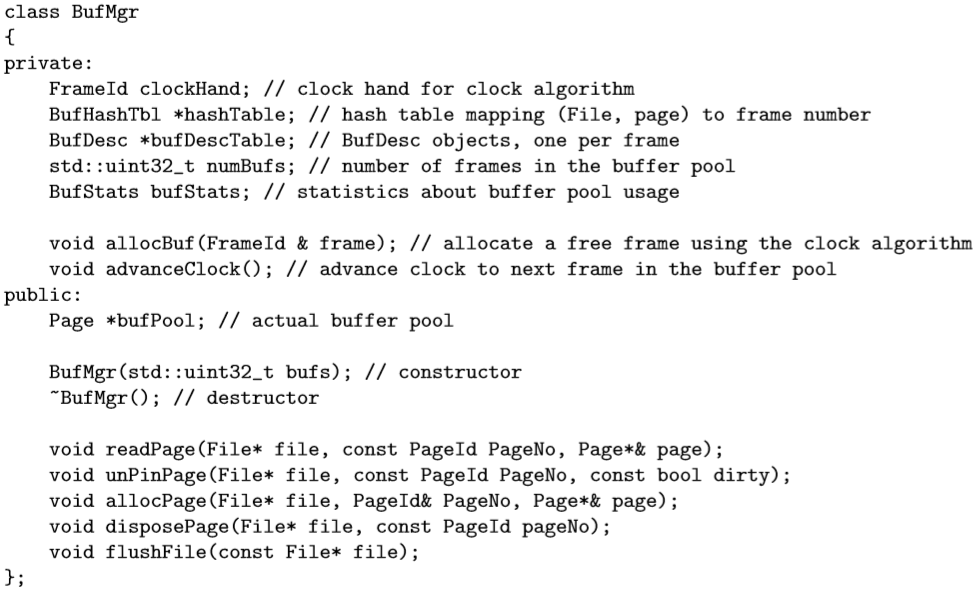 class BufMgr
{
private:
    FrameId clockHand; // clock hand for clock algorithm
    BufHashTbl *hashTable; // hash table mapping (File, page) to frame number
    BufDesc *bufDescTable; // BufDesc objects, one per frame
    std::uint32_t numBufs; // number of frames in the buffer pool
    BufStats bufStats; // statistics about buffer pool usage

    void allocBuf(FrameId & frame); // allocate a free frame using the clock algorithm
    void advanceClock(); // advance clock to next frame in the buffer pool
public:
    Page *bufPool; // actual buffer pool

    BufMgr(std::uint32_t bufs); // constructor
    ~BufMgr(); // destructor

    void readPage(File* file, const PageId PageNo, Page*& page);
    void unPinPage(File* file, const PageId PageNo, const bool dirty);
    void allocPage(File* file, PageId& PageNo, Page*& page);
    void disposePage(File* file, const PageId pageNo);
    void flushFile(const File* file);
};